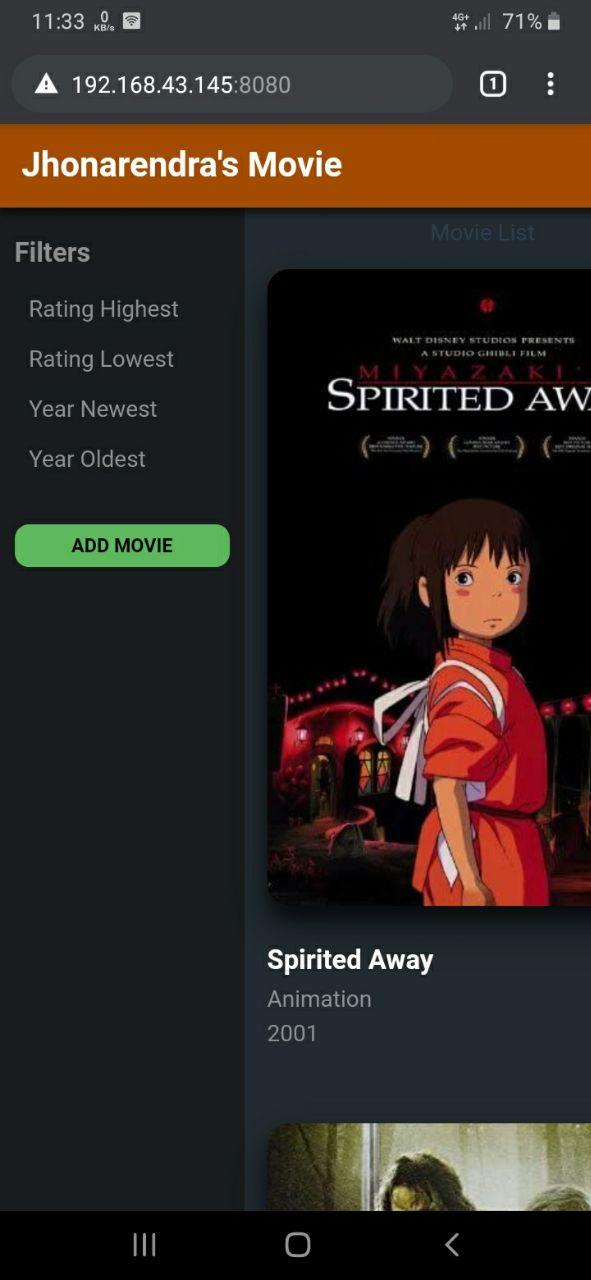 11:33 0 KB/s 4G+ 71%
192.168.43.145:8080 1
Jhonarendra's Movie
Movie List
Filters
Rating Highest
Rating Lowest
Year Newest
Year Oldest
ADD MOVIE
WALT DISNEY STUDIOS PRESENTS
A STUDIO GHIBLI FILM
MIYAZAKI'
SPIRITED AW
Spirited Away
Animation
2001